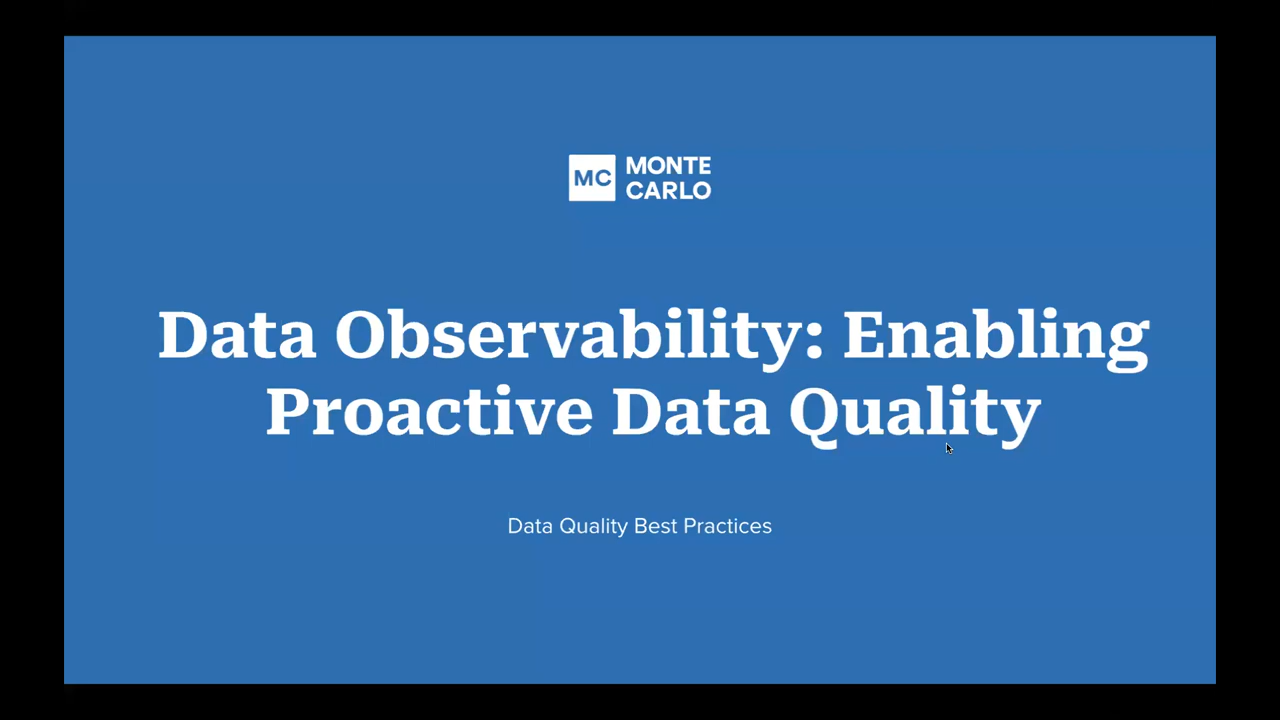 MC MONTE
CARLO
Data Observability: Enabling
Proactive Data Quality
Data Quality Best Practices